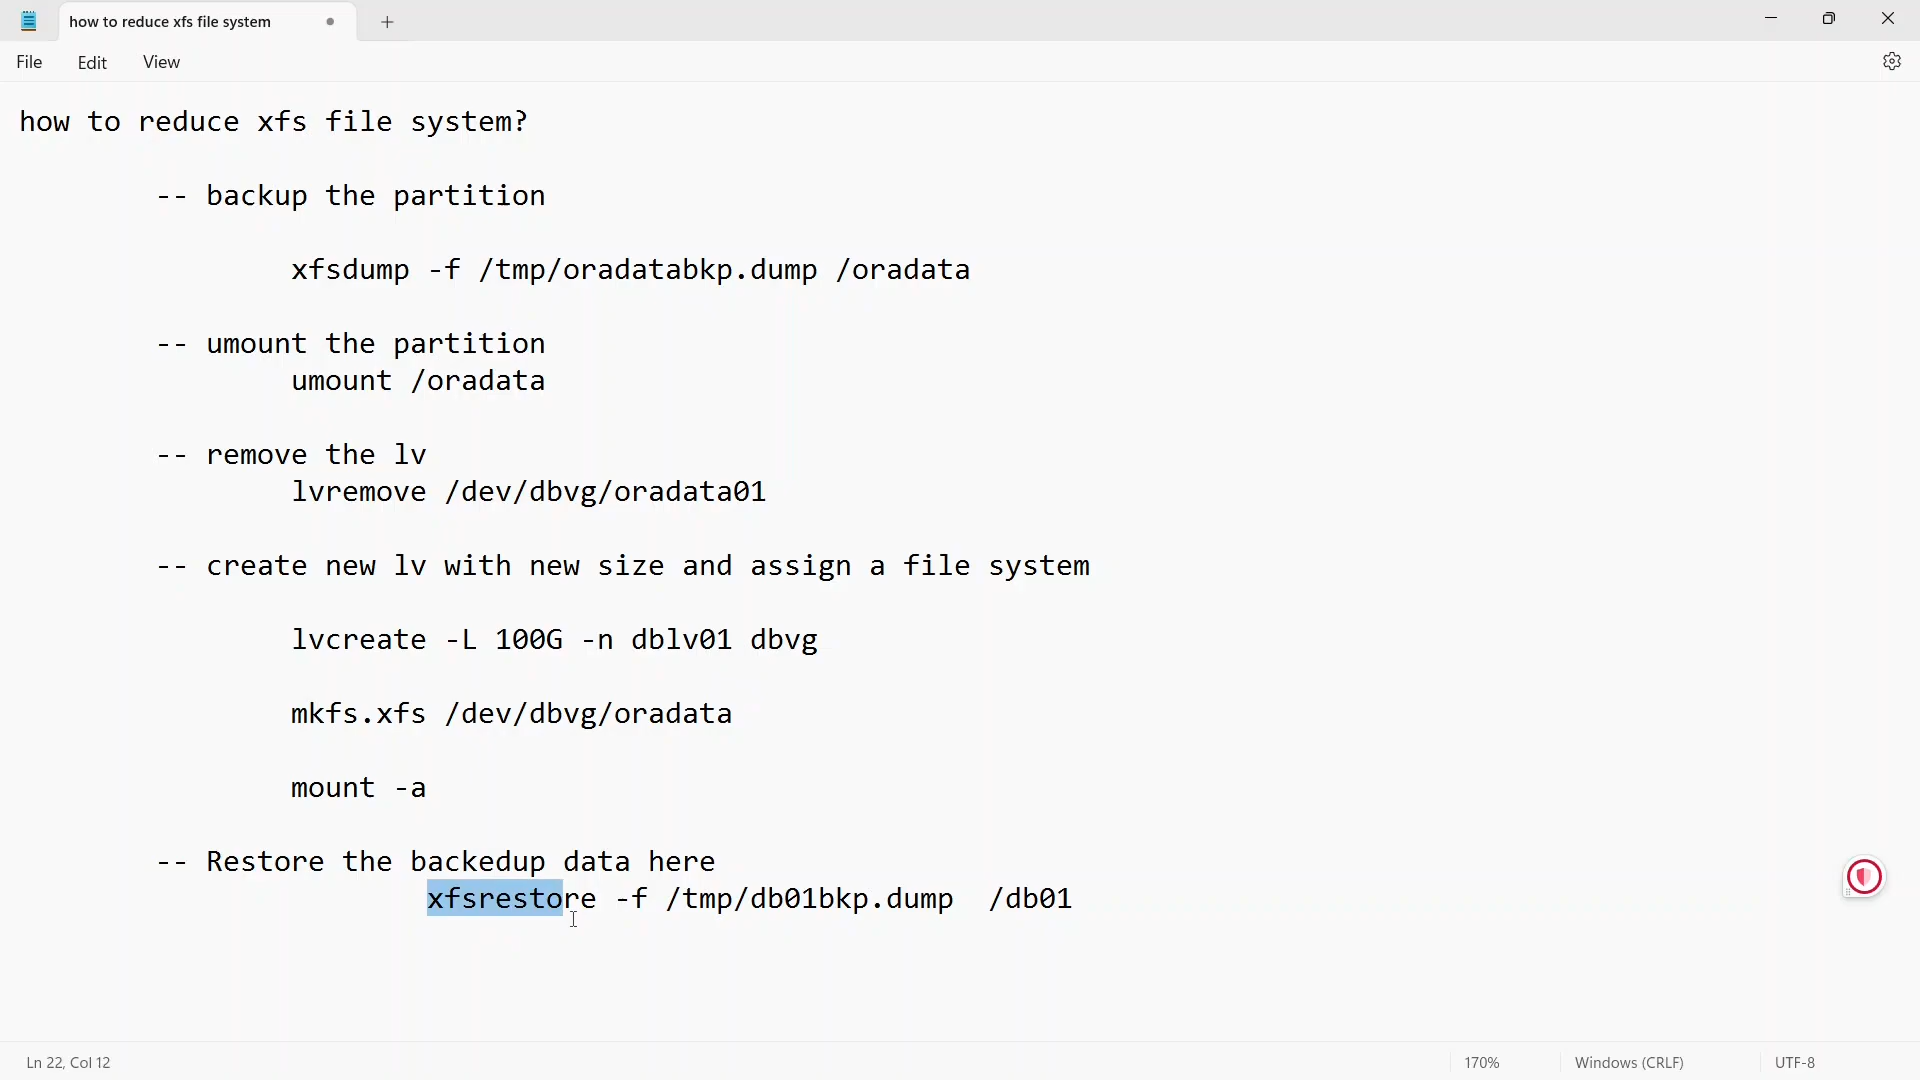 how to reduce xfs file system
File Edit View
how to reduce xfs file system?
-- backup the partition
xfsdump -f /tmp/oradatabkp.dump /oradata
-- umount the partition
umount /oradata
-- remove the lv
lvremove /dev/dbvg/oradata01
-- create new lv with new size and assign a file system
lvcreate -L 100G -n dblv01 dbvg
mkfs.xfs /dev/dbvg/oradata
mount -a
-- Restore the backedup data here
xfsrestore -f /tmp/db01bkp.dump  /db01
Ln 22, Col 12 170% Windows (CRLF) UTF-8